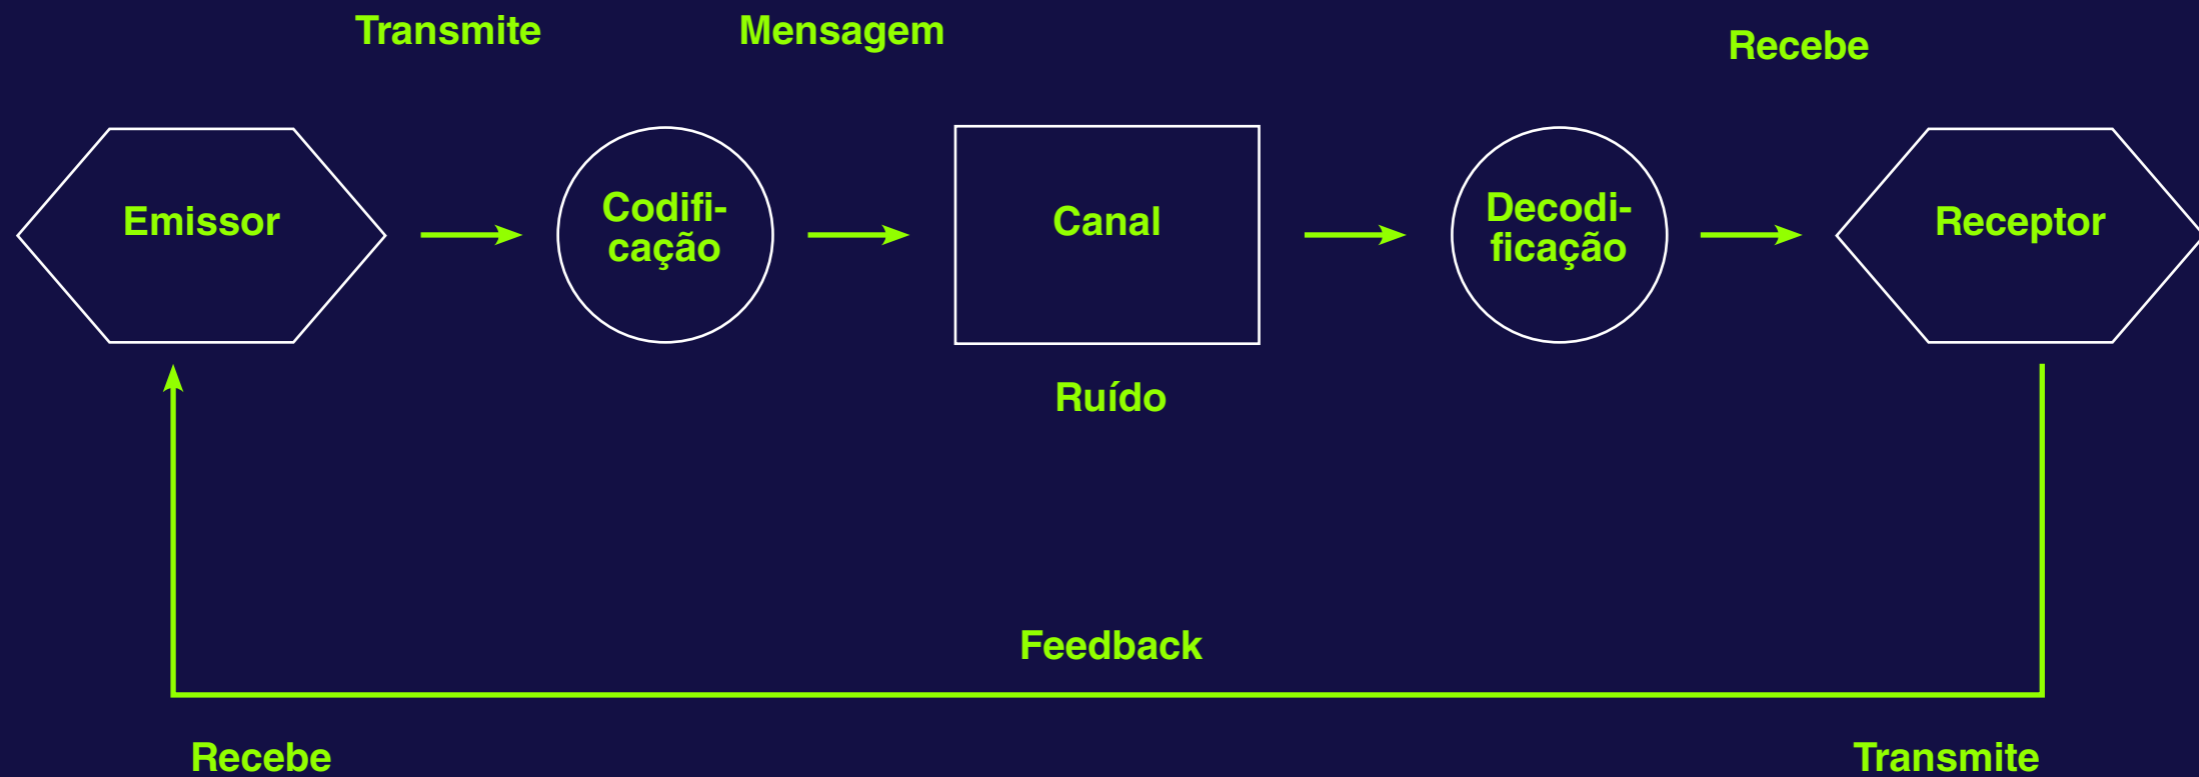 Transmite
Mensagem
Recebe
Emissor
Codifi-
cação
Canal
Decodi-
ficação
Receptor
Ruído
Feedback
Recebe
Transmite